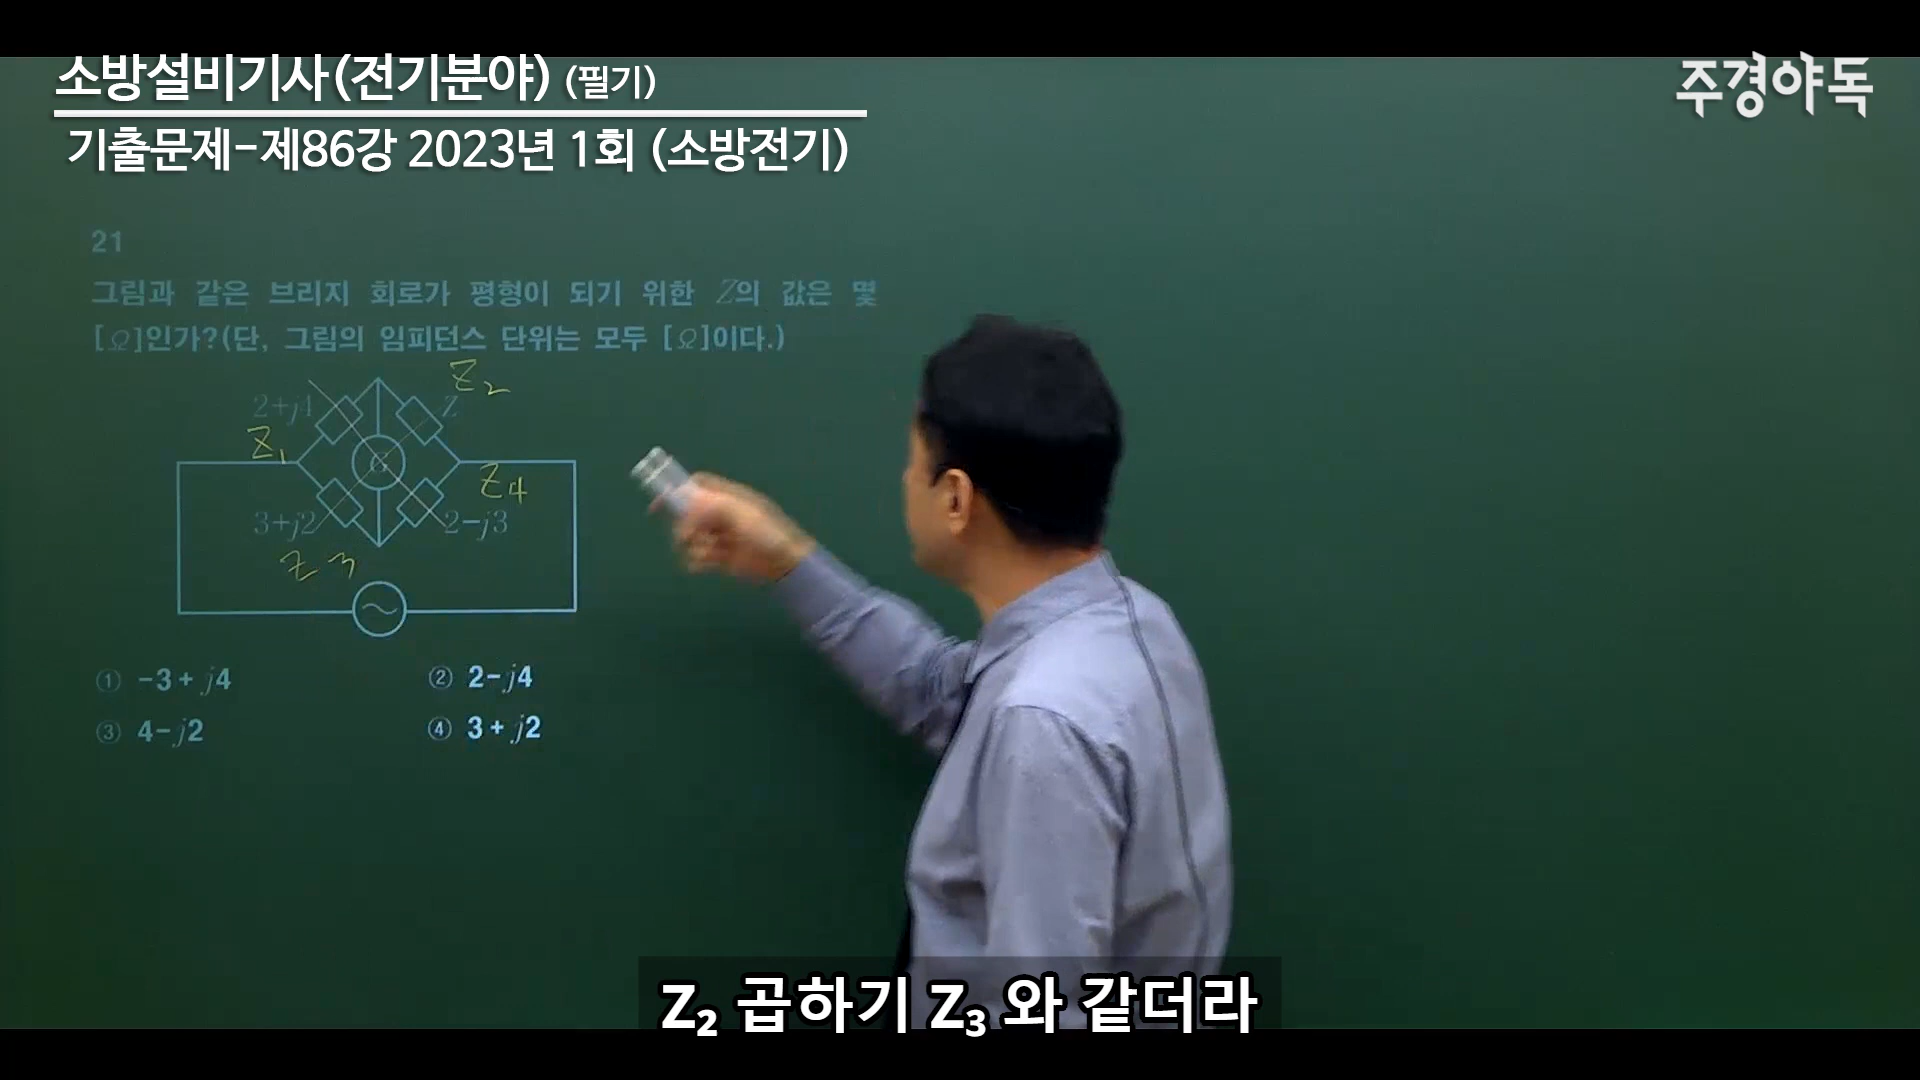 소방설비기사(전기분야) (필기)
주경야독
기출문제-제86강 2023년 1회 (소방전기)
21
그림과 같은 브리지 회로가 평형이 되기 위한 Z의 값은 몇
[Ω]인가?(단, 그림의 임피던스 단위는 모두 [Ω]이다.)
Z₂
2+j4
Z
Z₁
G
Z₄
3+j2
2-j3
Z₃
① -3+j4
② 2-j4
③ 4-j2
④ 3+j2
Z₂ 곱하기 Z₃ 와 같더라